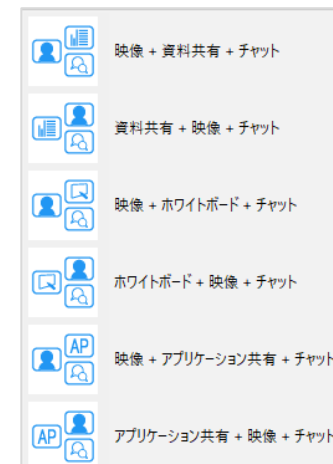 映像 + 資料共有 + チャット
資料共有 + 映像 + チャット
映像 + ホワイトボード + チャット
ホワイトボード + 映像 + チャット
AP
映像 + アプリケーション共有 + チャット
AP
アプリケーション共有 + 映像 + チャット